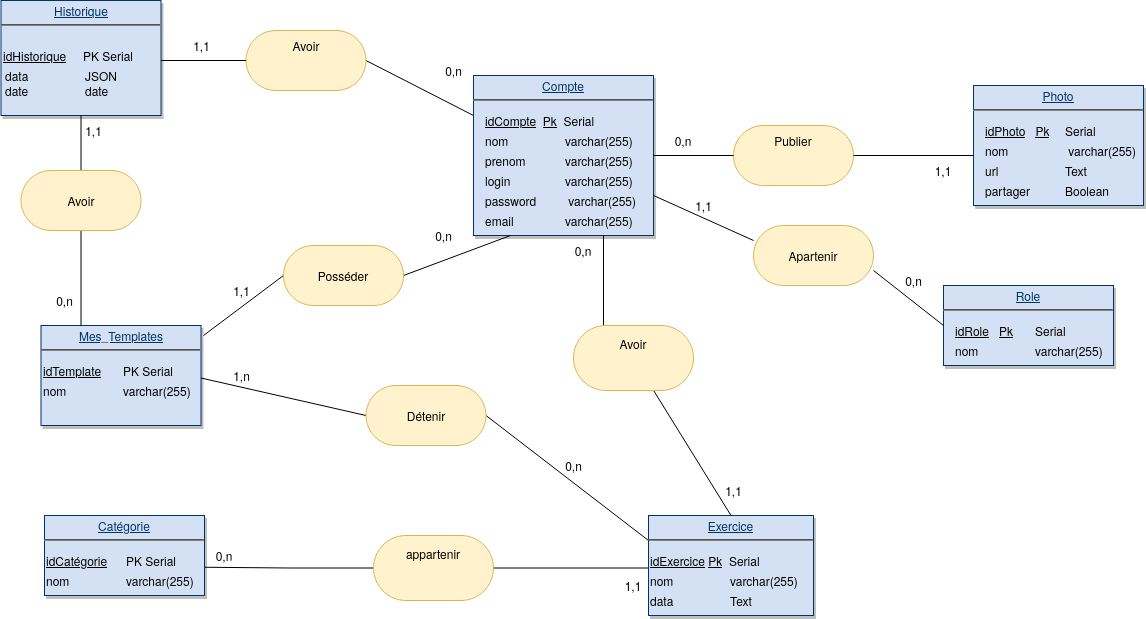 Historique
idHistorique PK Serial
data JSON
date date
1,1
Avoir
0,n
Compte
idCompte Pk Serial
nom varchar(255)
prenom varchar(255)
login varchar(255)
password varchar(255)
email varchar(255)
0,n
Publier
1,1
Photo
idPhoto Pk Serial
nom varchar(255)
url Text
partager Boolean
1,1
Avoir
0,n
1,1
Apartenir
0,n
Role
idRole Pk Serial
nom varchar(255)
0,n
Posséder
1,1
0,n
Avoir
1,1
Mes_Templates
idTemplate PK Serial
nom varchar(255)
1,n
Détenir
0,n
Catégorie
idCatégorie PK Serial
nom varchar(255)
0,n
appartenir
1,1
Exercice
idExercice Pk Serial
nom varchar(255)
data Text